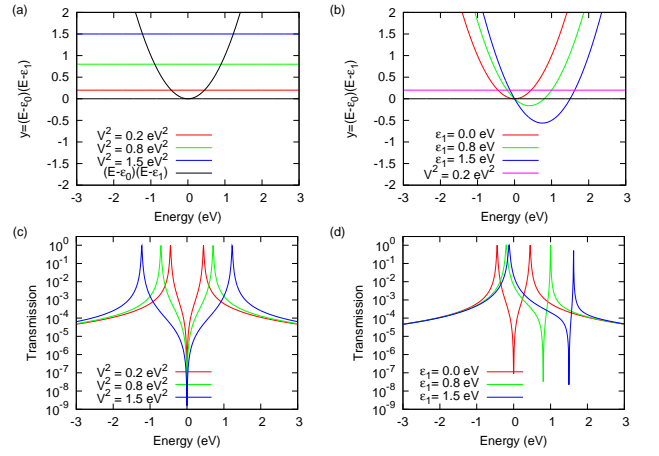 (a)
y=(E-ε₀)(E-ε₁)
2
1.5
1
0.5
0
-0.5
-1
-1.5
-2
V² = 0.2 eV²
V² = 0.8 eV²
V² = 1.5 eV²
(E-ε₀)(E-ε₁)
-3 -2 -1 0 1 2 3
Energy (eV)
(b)
y=(E-ε₀)(E-ε₁)
2
1.5
1
0.5
0
-0.5
-1
-1.5
-2
ε₁= 0.0 eV
ε₁= 0.8 eV
ε₁= 1.5 eV
V² = 0.2 eV²
-3 -2 -1 0 1 2 3
Energy (eV)
(c)
Transmission
10⁰
10⁻¹
10⁻²
10⁻³
10⁻⁴
10⁻⁵
10⁻⁶
10⁻⁷
10⁻⁸
10⁻⁹
V² = 0.2 eV²
V² = 0.8 eV²
V² = 1.5 eV²
-3 -2 -1 0 1 2 3
Energy (eV)
(d)
Transmission
10⁰
10⁻¹
10⁻²
10⁻³
10⁻⁴
10⁻⁵
10⁻⁶
10⁻⁷
10⁻⁸
10⁻⁹
ε₁= 0.0 eV
ε₁= 0.8 eV
ε₁= 1.5 eV
-3 -2 -1 0 1 2 3
Energy (eV)